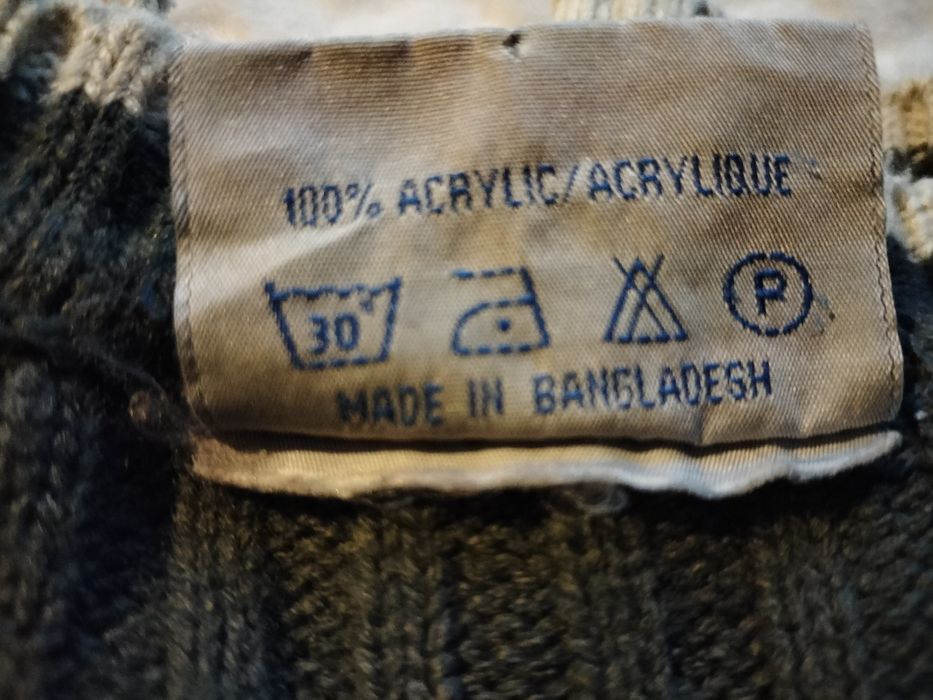 100% ACRYLIC/ACRYLIQUE
30°
P
MADE IN BANGLADESH